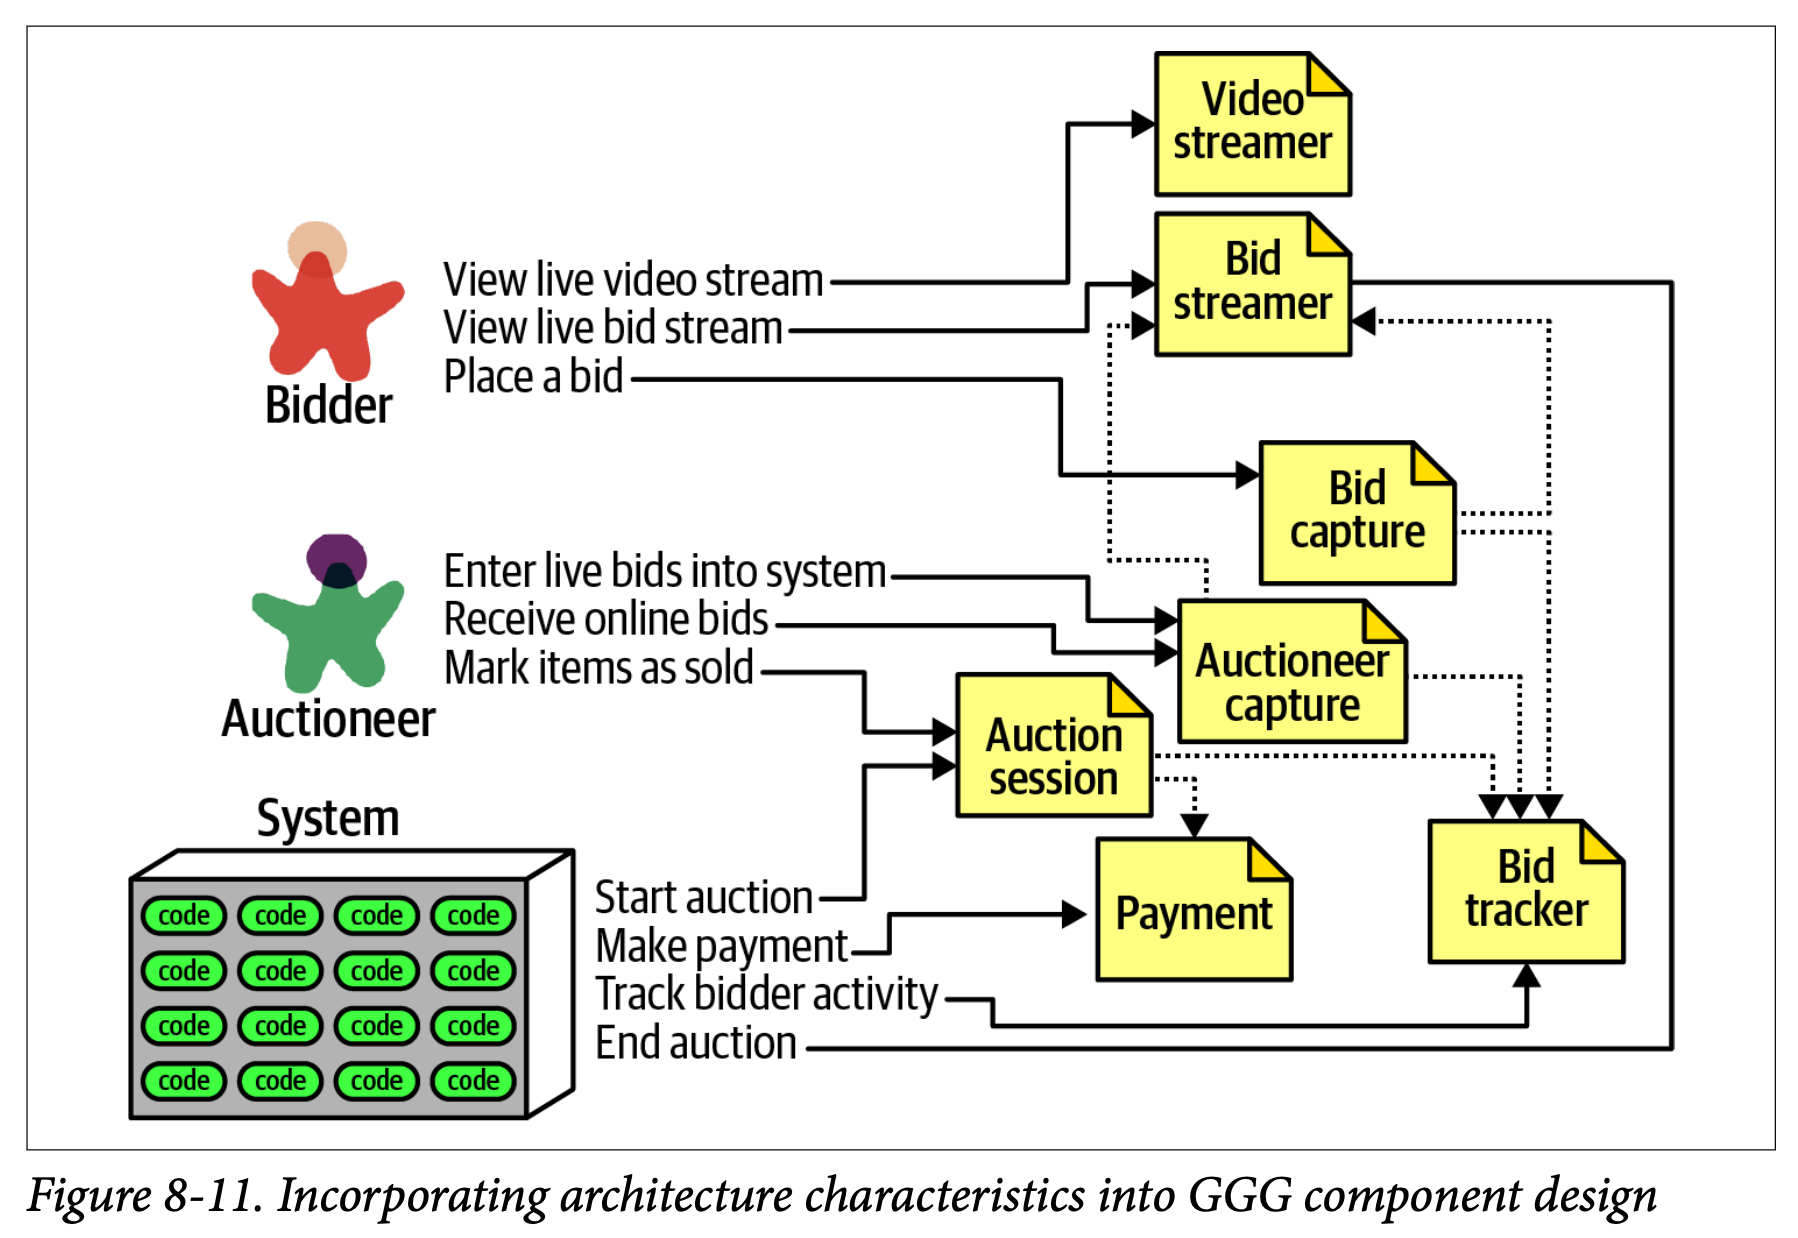 Video
streamer
Bid
streamer
View live video stream
View live bid stream
Place a bid
Bidder
Bid
capture
Enter live bids into system
Receive online bids
Mark items as sold
Auctioneer
Auctioneer
capture
Auction
session
System
code code code code
code code code code
code code code code
code code code code
Start auction
Make payment
Track bidder activity
End auction
Payment
Bid
tracker
Figure 8-11. Incorporating architecture characteristics into GGG component design